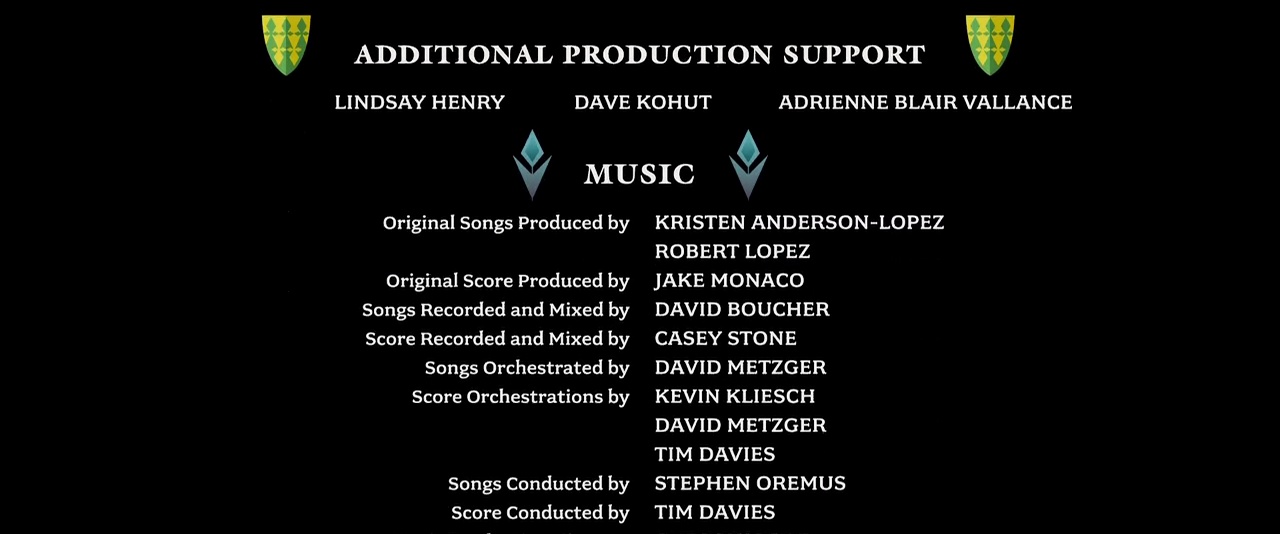 ADDITIONAL PRODUCTION SUPPORT
LINDSAY HENRY DAVE KOHUT ADRIENNE BLAIR VALLANCE
MUSIC
Original Songs Produced by KRISTEN ANDERSON-LOPEZ
ROBERT LOPEZ
Original Score Produced by JAKE MONACO
Songs Recorded and Mixed by DAVID BOUCHER
Score Recorded and Mixed by CASEY STONE
Songs Orchestrated by DAVID METZGER
Score Orchestrations by KEVIN KLIESCH
DAVID METZGER
TIM DAVIES
Songs Conducted by STEPHEN OREMUS
Score Conducted by TIM DAVIES